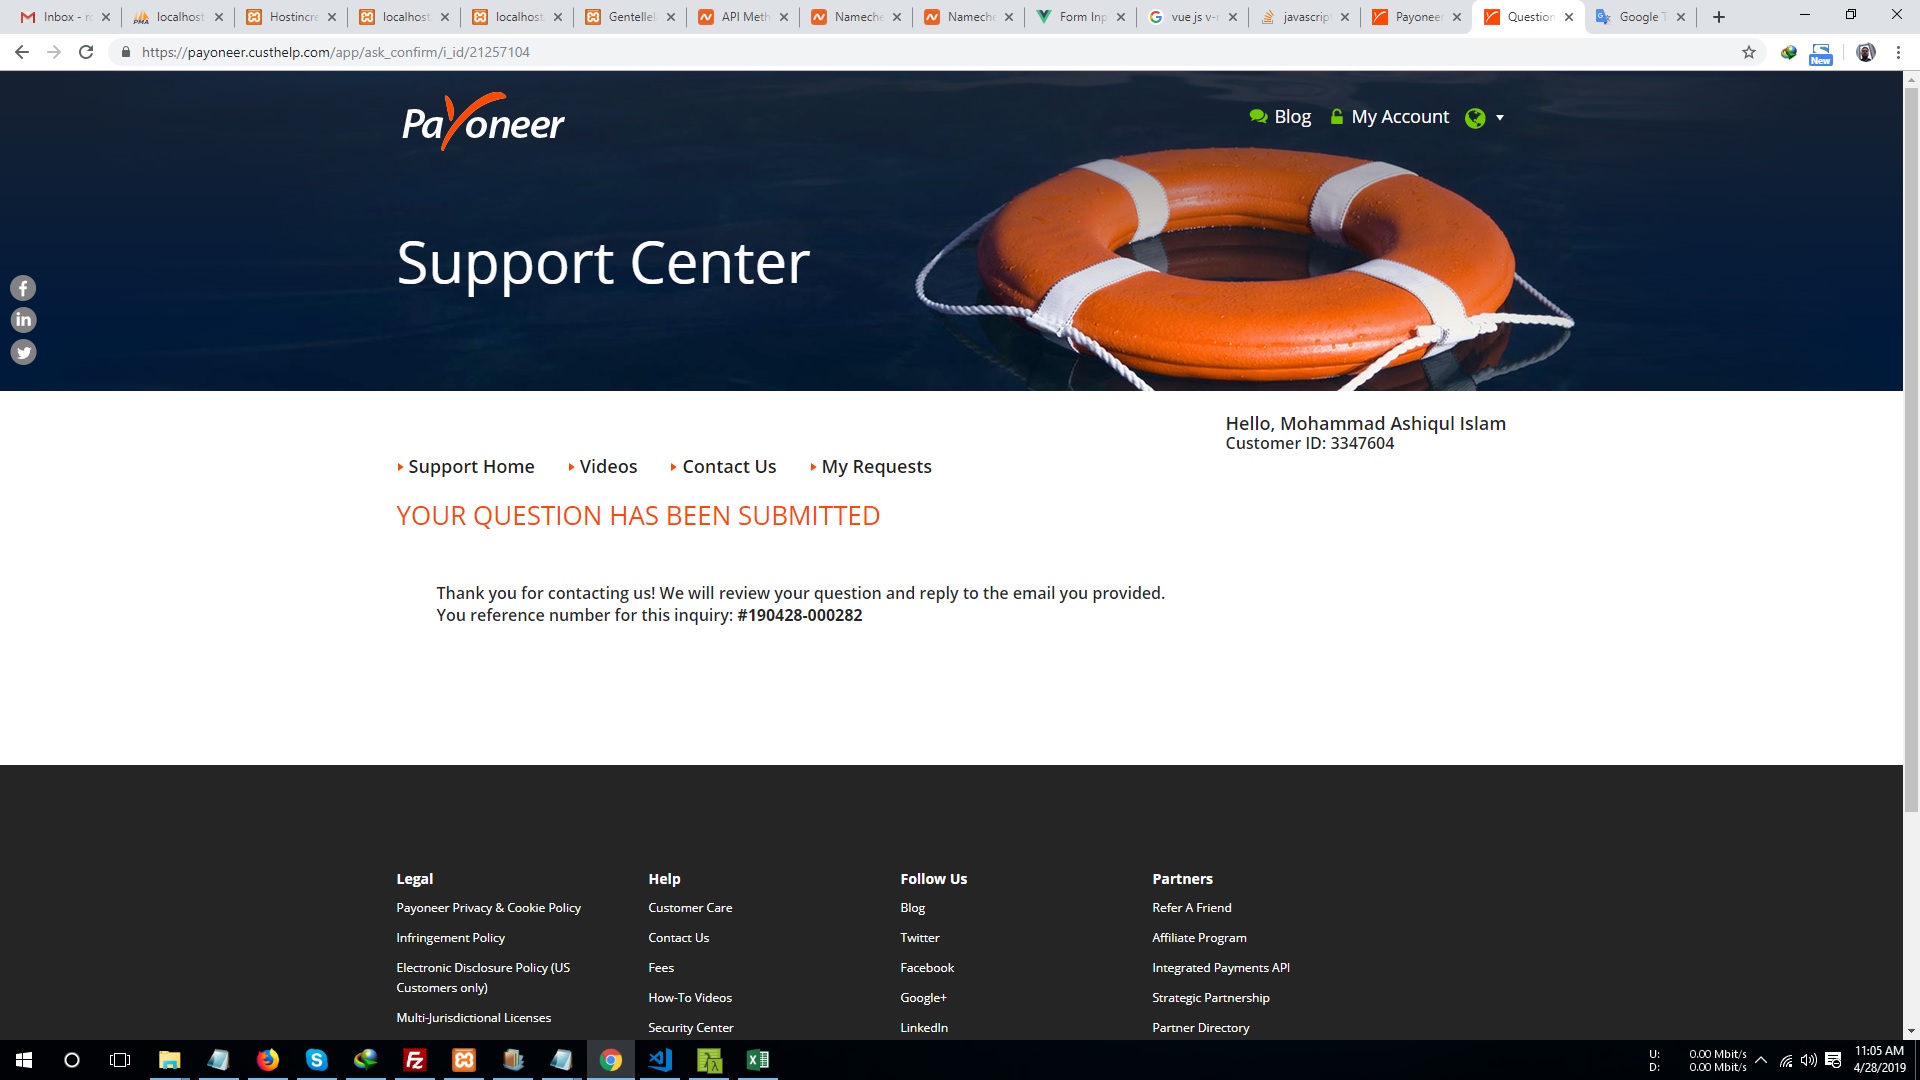 Inbox - ro
localhost
Hostincre
localhost
localhost
Gentellel
API Meth
Nameche
Nameche
Form Inp
vue js v-r
javascrip
Payoneer
Question
Google T
https://payoneer.custhelp.com/app/ask_confirm/i_id/21257104
New
Payoneer
Blog
My Account
Support Center
Hello, Mohammad Ashiqul Islam
Customer ID: 3347604
Support Home
Videos
Contact Us
My Requests
YOUR QUESTION HAS BEEN SUBMITTED
Thank you for contacting us! We will review your question and reply to the email you provided.
You reference number for this inquiry: #190428-000282
Legal
Payoneer Privacy & Cookie Policy
Infringement Policy
Electronic Disclosure Policy (US
Customers only)
Multi-Jurisdictional Licenses
Help
Customer Care
Contact Us
Fees
How-To Videos
Security Center
Follow Us
Blog
Twitter
Facebook
Google+
LinkedIn
Partners
Refer A Friend
Affiliate Program
Integrated Payments API
Strategic Partnership
Partner Directory
U: 0.00 Mbit/s
D: 0.00 Mbit/s
11:05 AM
4/28/2019